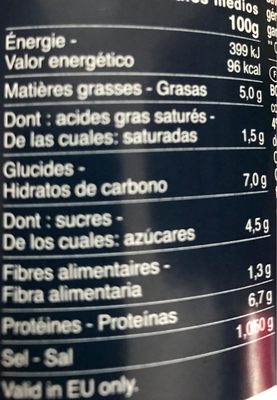 medios
100g
Énergie -
Valor energético
399 kJ
96 kcal
Matières grasses - Grasas
5,0 g
Dont : acides gras saturés -
De las cuales: saturadas
1,5 g
Glucides -
Hidratos de carbono
7,0 g
Dont : sucres -
De los cuales: azúcares
4,5 g
Fibres alimentaires -
Fibra alimentaria
1,3 g
Protéines - Proteínas
6,7 g
Sel - Sal
Valid in EU only.